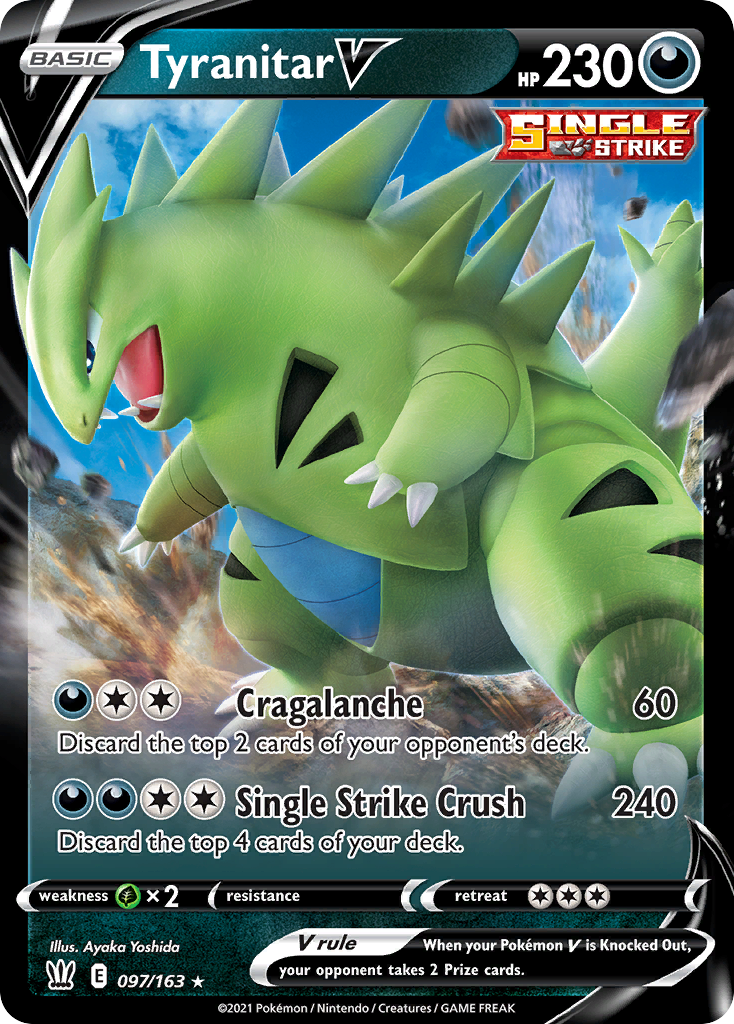 BASIC
Tyranitar V
HP 230
SINGLE
STRIKE
Cragalanche 60
Discard the top 2 cards of your opponent's deck.
Single Strike Crush 240
Discard the top 4 cards of your deck.
weakness ×2 resistance retreat
Illus. Ayaka Yoshida
V rule When your Pokémon V is Knocked Out,
your opponent takes 2 Prize cards.
E 097/163 ★
©2021 Pokémon / Nintendo / Creatures / GAME FREAK